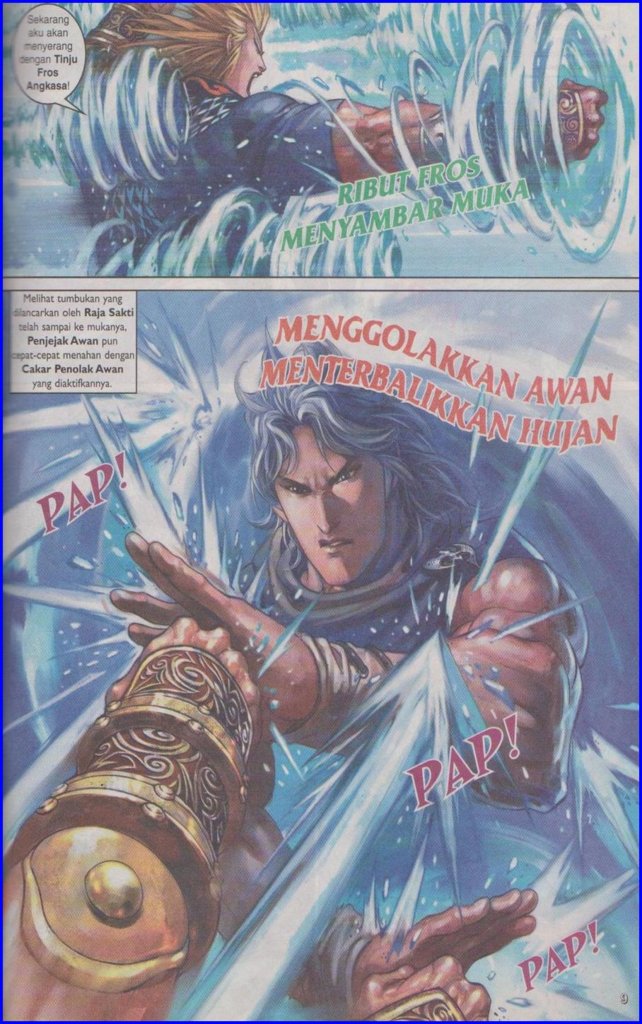 Sekarang
aku akan
menyerang
dengan Tinju
Fros
Angkasa!
RIBUT FROS
MENYAMBAR MUKA
Melihat tumbukan yang
dilancarkan oleh Raja Sakti
telah sampai ke mukanya,
Penjejak Awan pun
cepat-cepat menahan dengan
Cakar Penolak Awan
yang diaktifkannya.
MENGGOLAKKAN AWAN
MENTERBALIKKAN HUJAN
PAP!
PAP!
PAP!
9